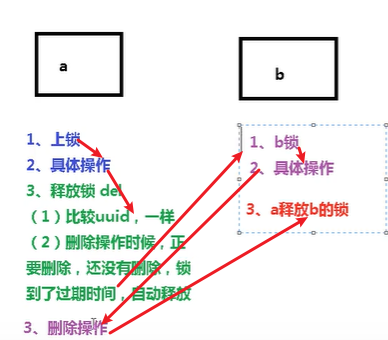 a
b
1、上锁
2、具体操作
3、释放锁 del
（1）比较uuid，一样
（2）删除操作时候，正
要删除，还没有删除，锁
到了过期时间，自动释放
3、删除操作
1、b锁
2、具体操作
3、a释放b的锁